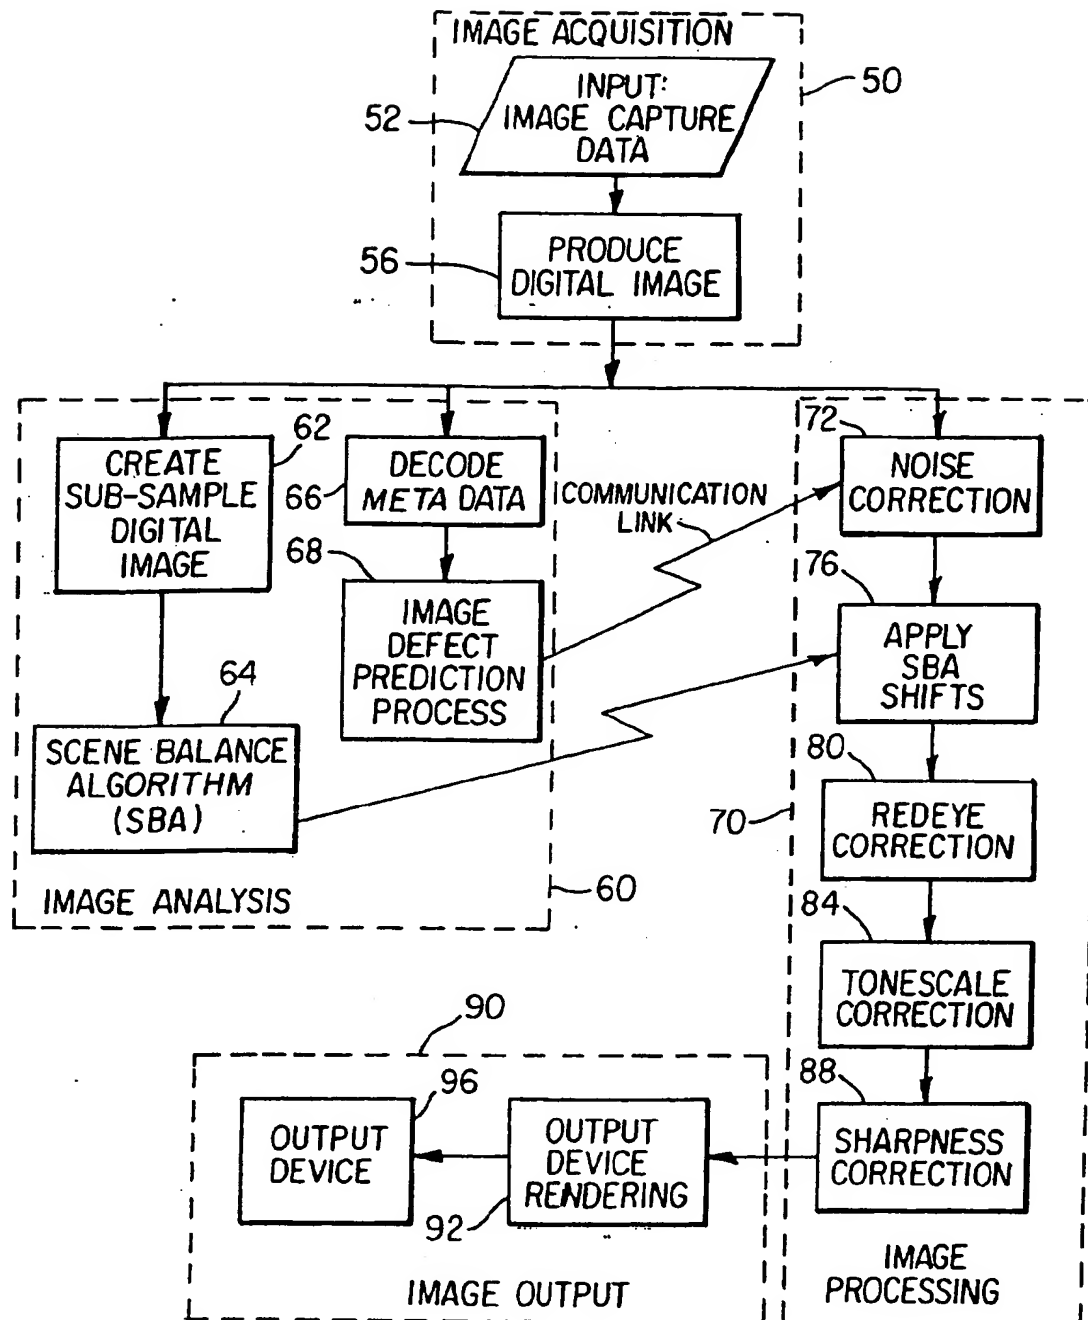 IMAGE ACQUISITION
INPUT:
IMAGE CAPTURE
DATA
50
52
PRODUCE
DIGITAL IMAGE
56
CREATE
SUB-SAMPLE
DIGITAL
IMAGE
62
DECODE
META DATA
66
COMMUNICATION
LINK
72
NOISE
CORRECTION
68
IMAGE
DEFECT
PREDICTION
PROCESS
76
APPLY
SBA
SHIFTS
64
SCENE BALANCE
ALGORITHM
(SBA)
80
REDEYE
CORRECTION
70
IMAGE ANALYSIS
60
84
TONESCALE
CORRECTION
90
88
SHARPNESS
CORRECTION
96
OUTPUT
DEVICE
OUTPUT
DEVICE
RENDERING
92
IMAGE OUTPUT
IMAGE
PROCESSING